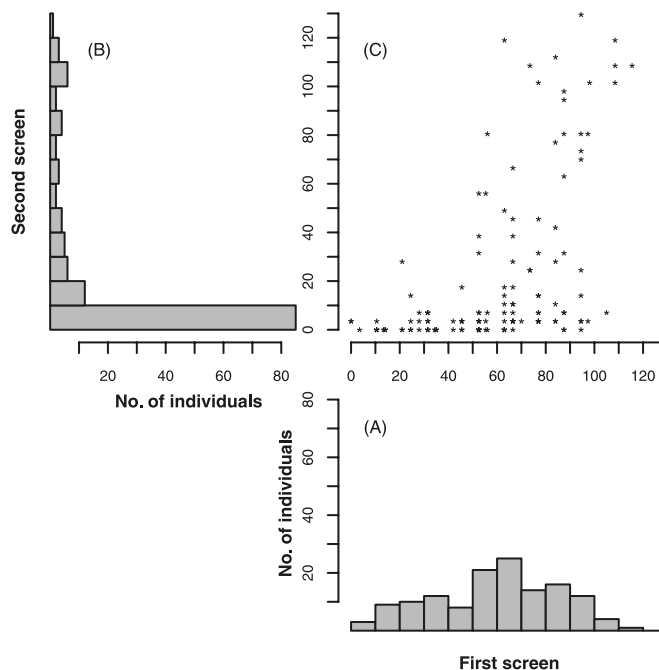 (B)
Second screen
0
20
40
60
80
100
120
20 40 60 80
No. of individuals
(C)
0 20 40 60 80 100 120
(A)
No. of individuals
20
40
60
80
First screen